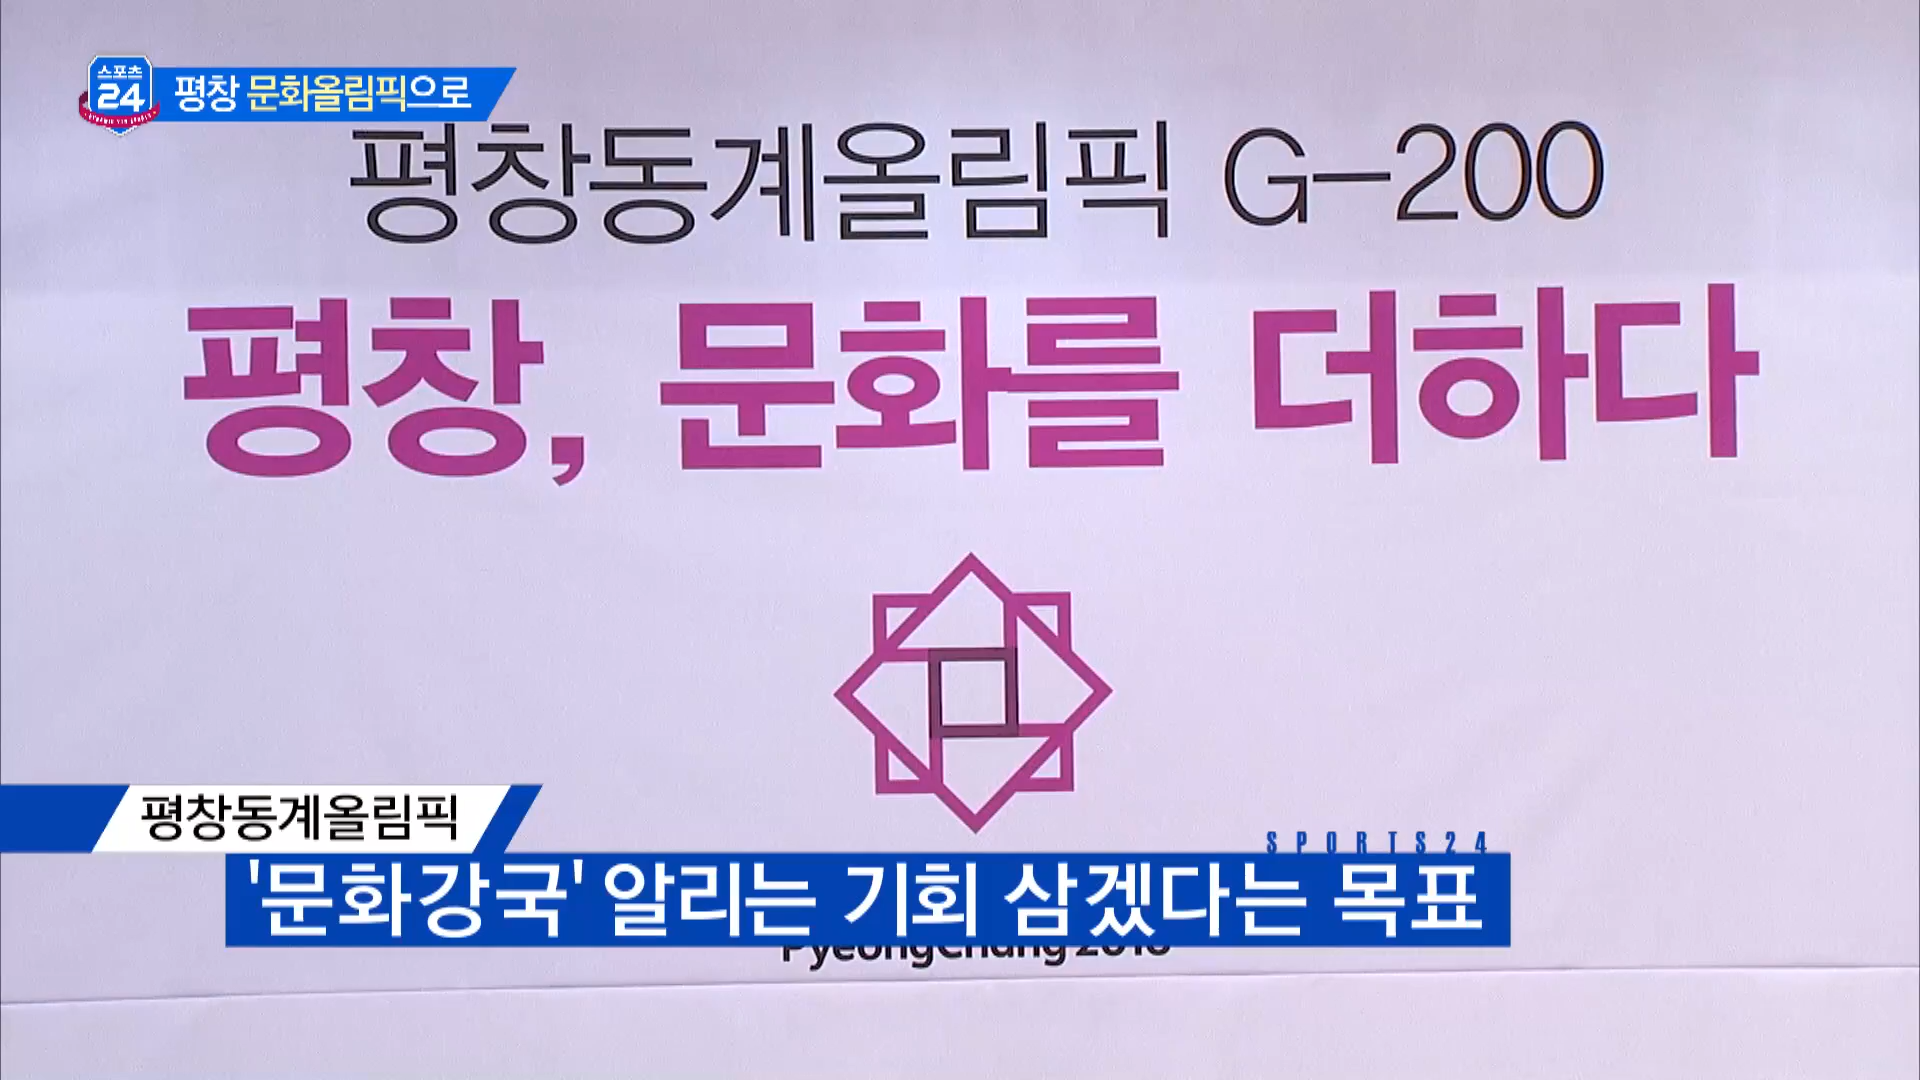 스포츠
24
평창 문화올림픽으로
평창동계올림픽 G-200
평창, 문화를 더하다
평창동계올림픽
SPORTS24
'문화강국' 알리는 기회 삼겠다는 목표
PyeongChang 2018